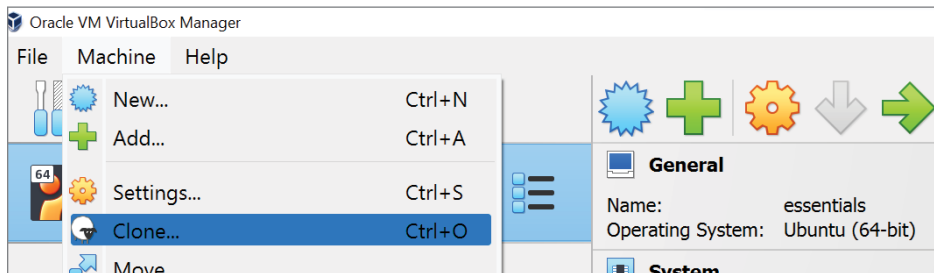 Oracle VM VirtualBox Manager
File Machine Help
New... Ctrl+N
Add... Ctrl+A
64
Settings... Ctrl+S
Clone... Ctrl+O
Move
General
Name: essentials
Operating System: Ubuntu (64-bit)
System